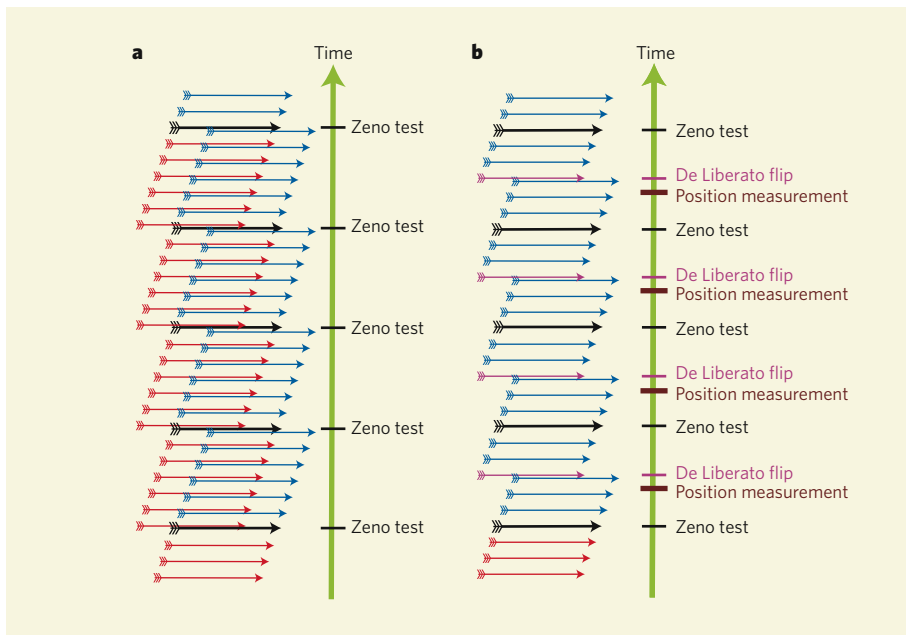 a
Time
Zeno test
Zeno test
Zeno test
Zeno test
Zeno test
b
Time
Zeno test
De Liberato flip
Position measurement
Zeno test
De Liberato flip
Position measurement
Zeno test
De Liberato flip
Position measurement
Zeno test
De Liberato flip
Position measurement
Zeno test